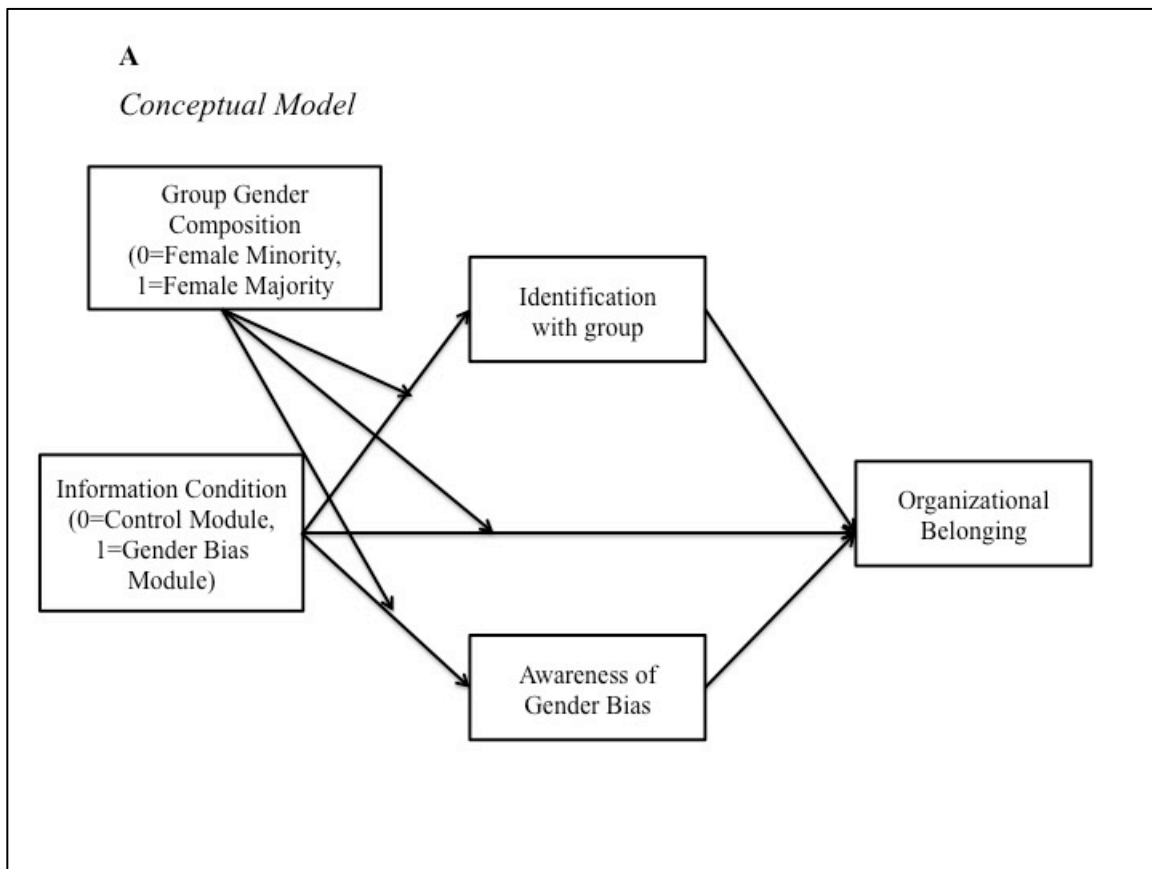 A
Conceptual Model
Group Gender
Composition
(0=Female Minority,
1=Female Majority
Identification
with group
Information Condition
(0=Control Module,
1=Gender Bias
Module)
Organizational
Belonging
Awareness of
Gender Bias